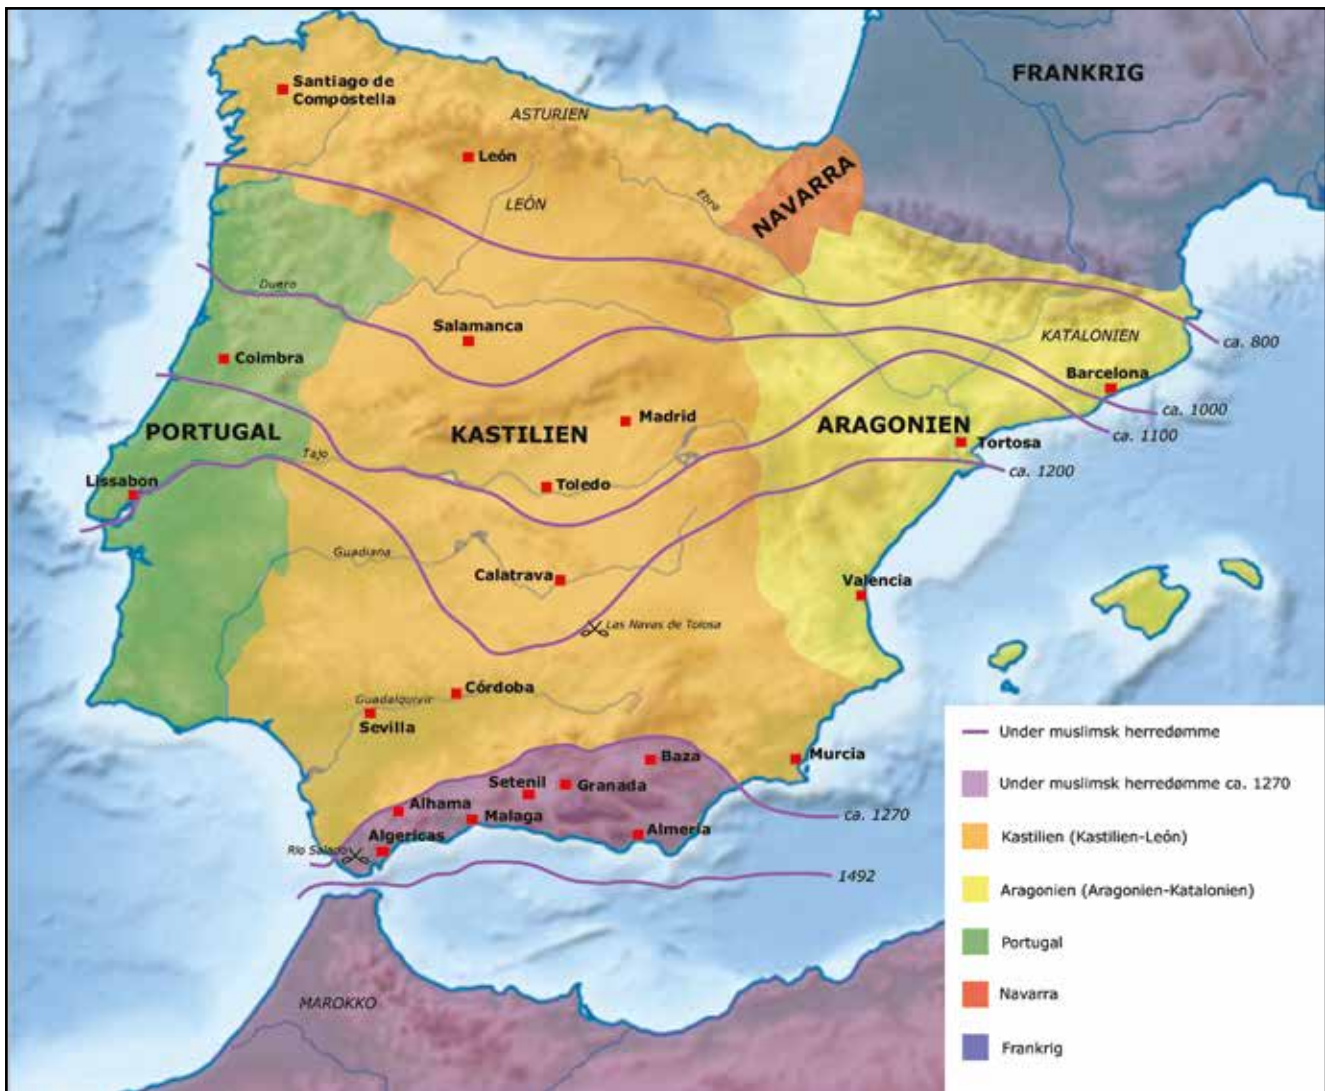 FRANKRIG
Santiago de
Compostella
ASTURIEN
León
NAVARRA
LEÓN
Ebro
Duero
Salamanca
KATALONIEN
ca. 800
Coimbra
Barcelona
Madrid
ca. 1000
PORTUGAL
KASTILIEN
ARAGONIEN
ca. 1100
Tortosa
Tajo
ca. 1200
Lissabon
Toledo
Guadiana
Calatrava
Valencia
Las Navas de Tolosa
Córdoba
Guadalquivir
Sevilla
Baza
Murcia
Setenil
Granada
Alhama
Malaga
ca. 1270
Almeria
Algericas
Rio Salado
1492
MAROKKO
Under muslimsk herredømme
Under muslimsk herredømme ca. 1270
Kastilien (Kastilien-León)
Aragonien (Aragonien-Katalonien)
Portugal
Navarra
Frankrig